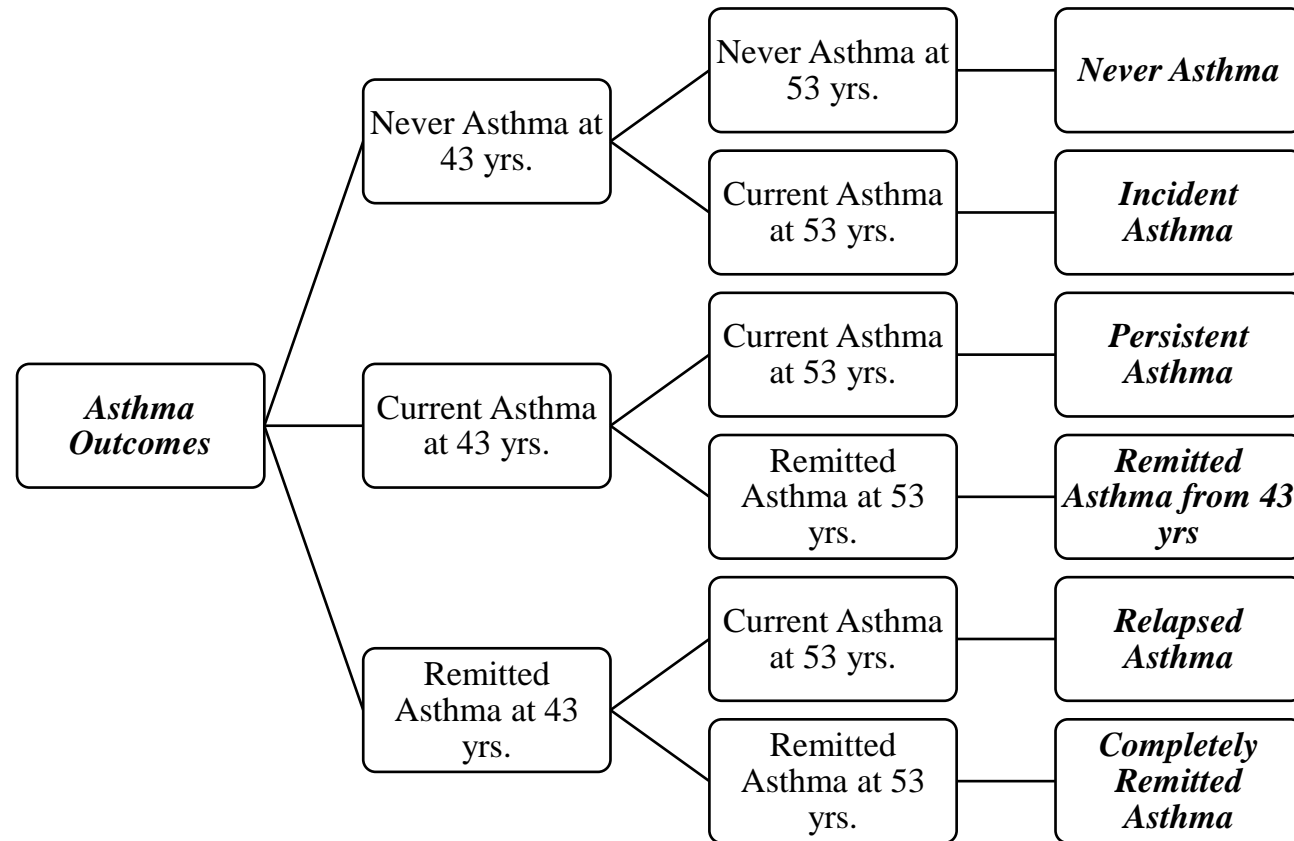 Asthma
Outcomes
Never Asthma at
43 yrs.
Current Asthma
at 43 yrs.
Remitted
Asthma at 43
yrs.
Never Asthma at
53 yrs.
Current Asthma
at 53 yrs.
Current Asthma
at 53 yrs.
Remitted
Asthma at 53
yrs.
Current Asthma
at 53 yrs.
Remitted
Asthma at 53
yrs.
Never Asthma
Incident
Asthma
Persistent
Asthma
Remitted
Asthma from 43
yrs
Relapsed
Asthma
Completely
Remitted
Asthma